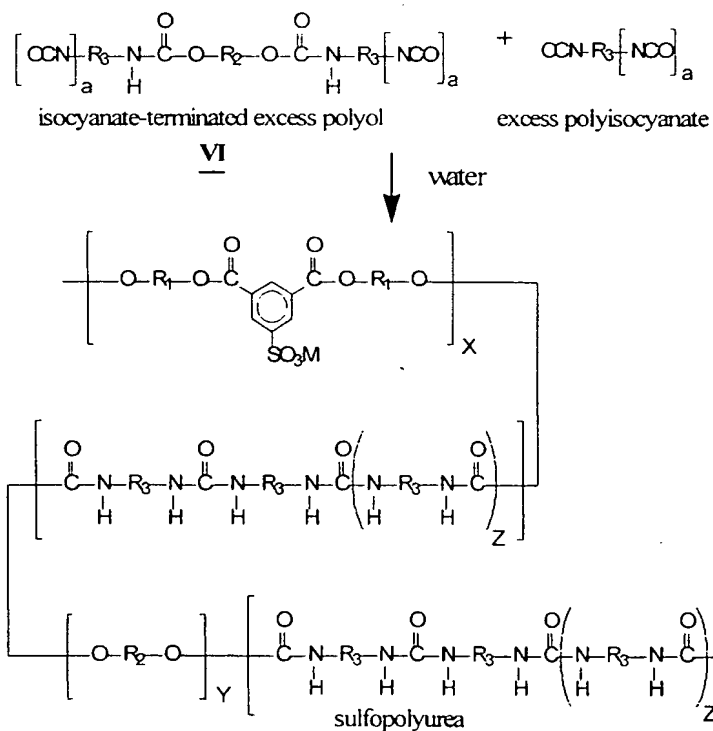 [OCN]a-R3-N-C-O-R2-O-C-N-R3-[NCO]a + OCN-R3-[NCO]a
O O
H H
isocyanate-terminated excess polyol excess polyisocyanate
VI
water
O O
O-R1-O-C C-O-R1-O
SO3M
X
O O O O
C-N-R3-N-C-N-R3-N-C(N-R3-N-C)Z
H H H H H H
O O O O
O-R2-O Y C-N-R3-N-C-N-R3-N-C(N-R3-N-C)Z
H H H H H H
sulfopolyurea